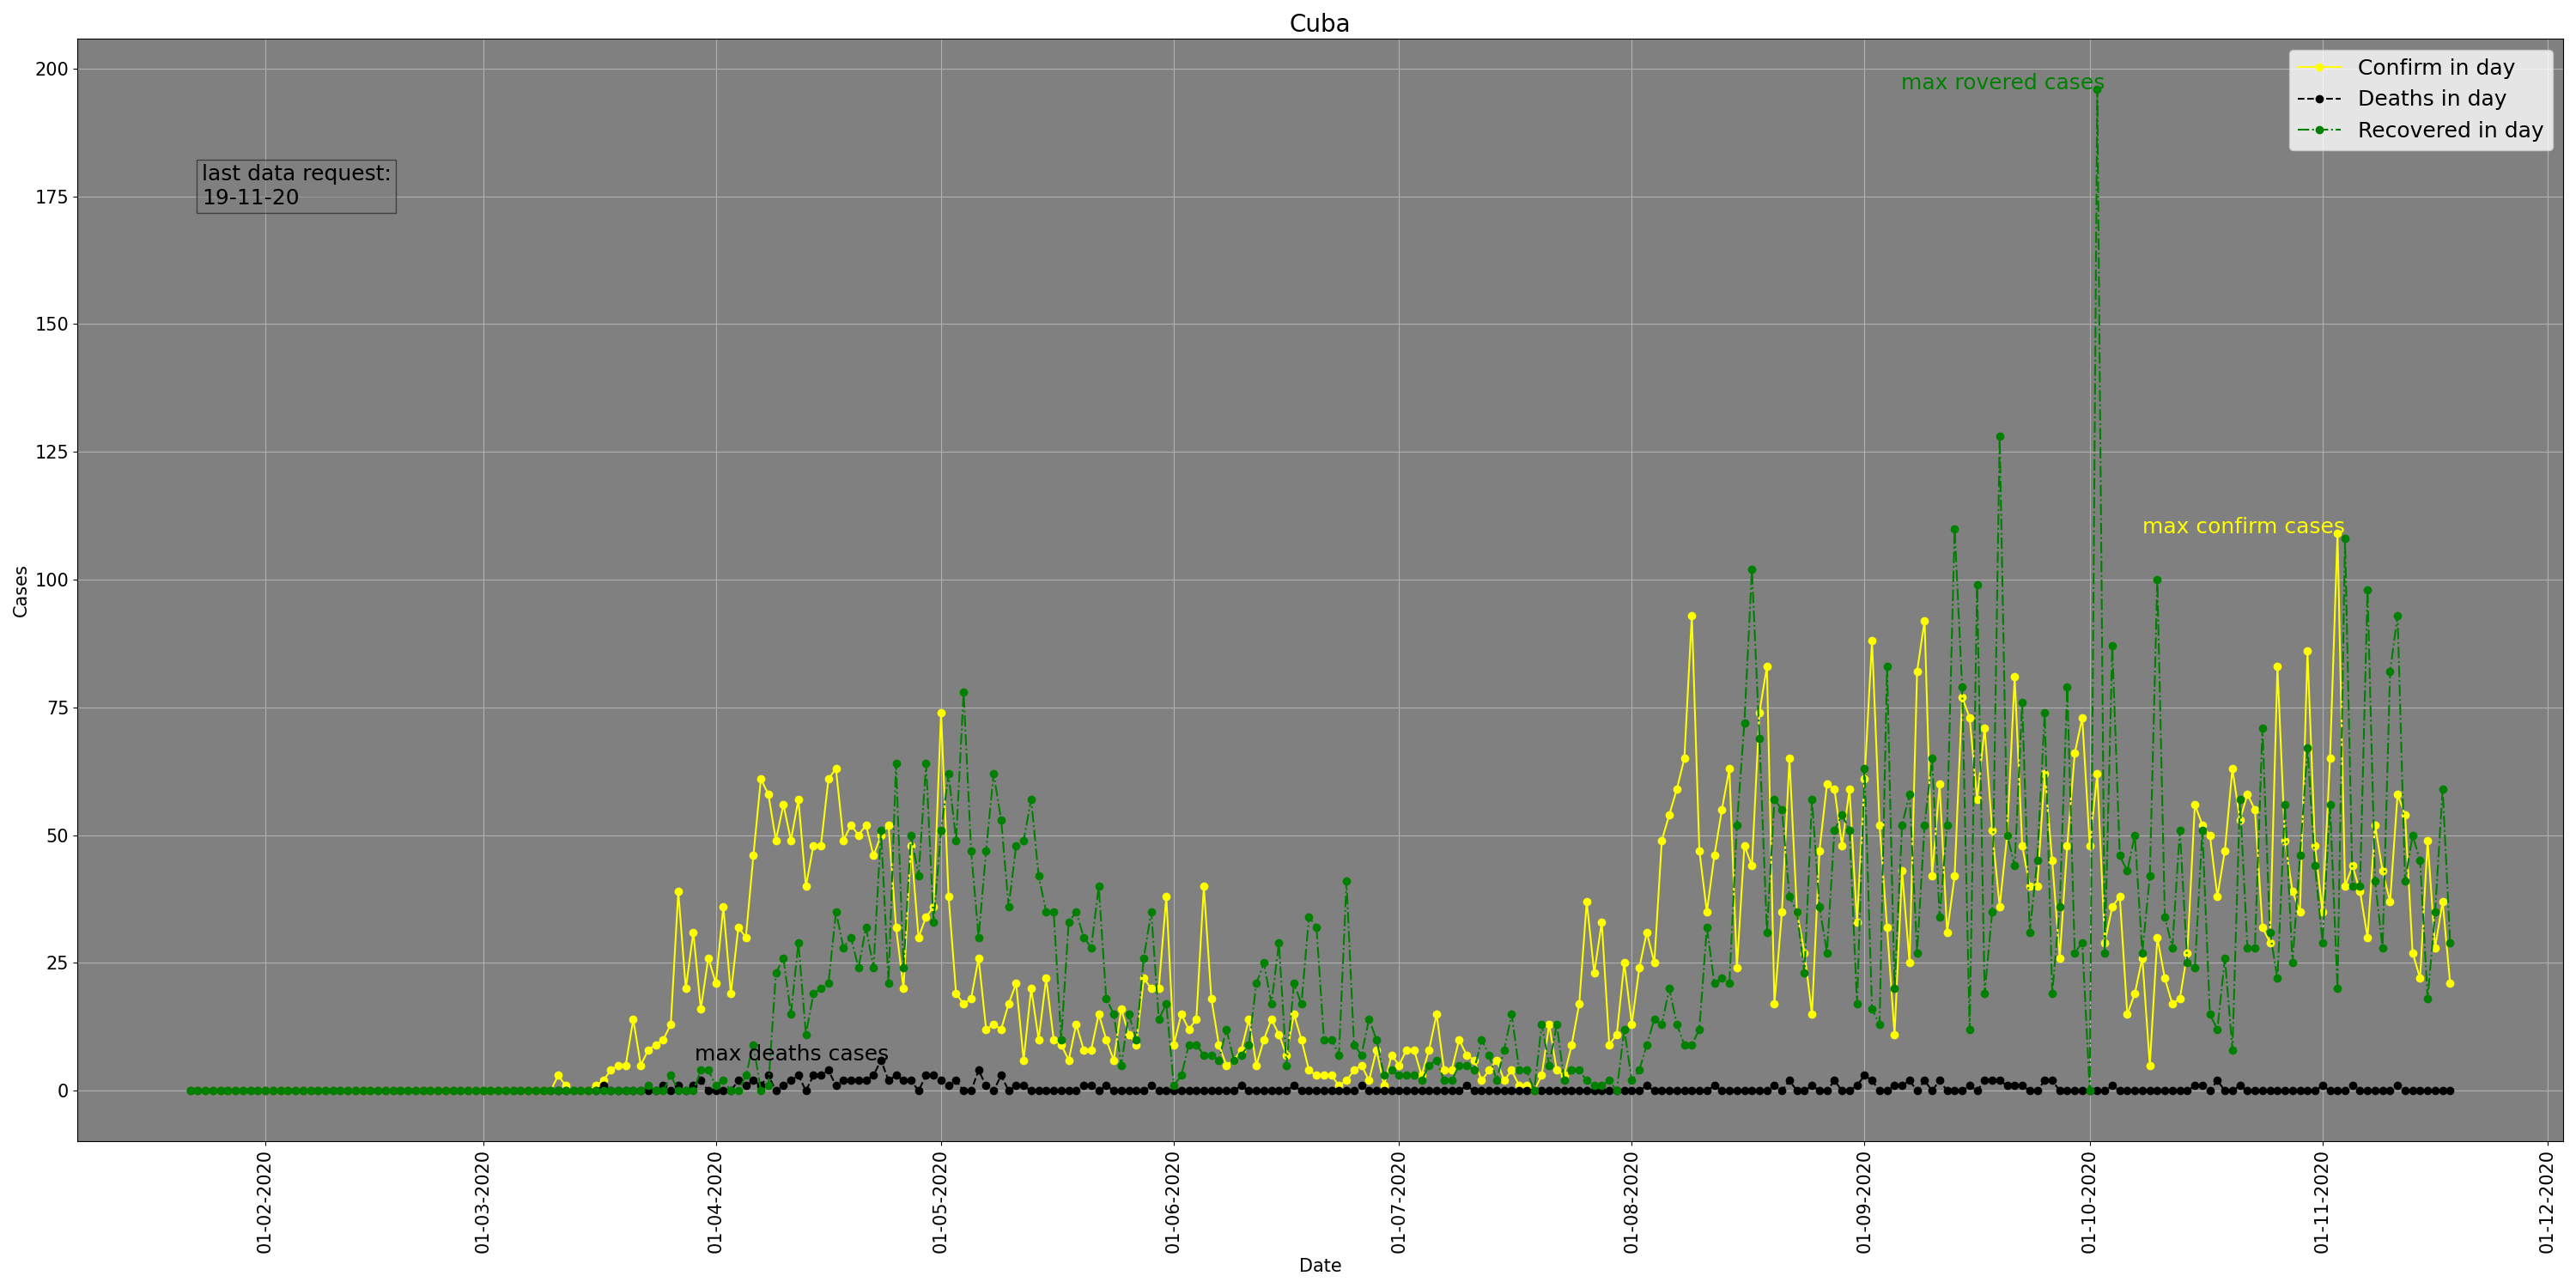 Cuba
200
175
150
125
100
75
50
25
0
Cases
last data request:
19-11-20
max rovered cases
max confirm cases
max deaths cases
Confirm in day
Deaths in day
Recovered in day
01-02-2020
01-03-2020
01-04-2020
01-05-2020
01-06-2020
01-07-2020
01-08-2020
01-09-2020
01-10-2020
01-11-2020
01-12-2020
Date